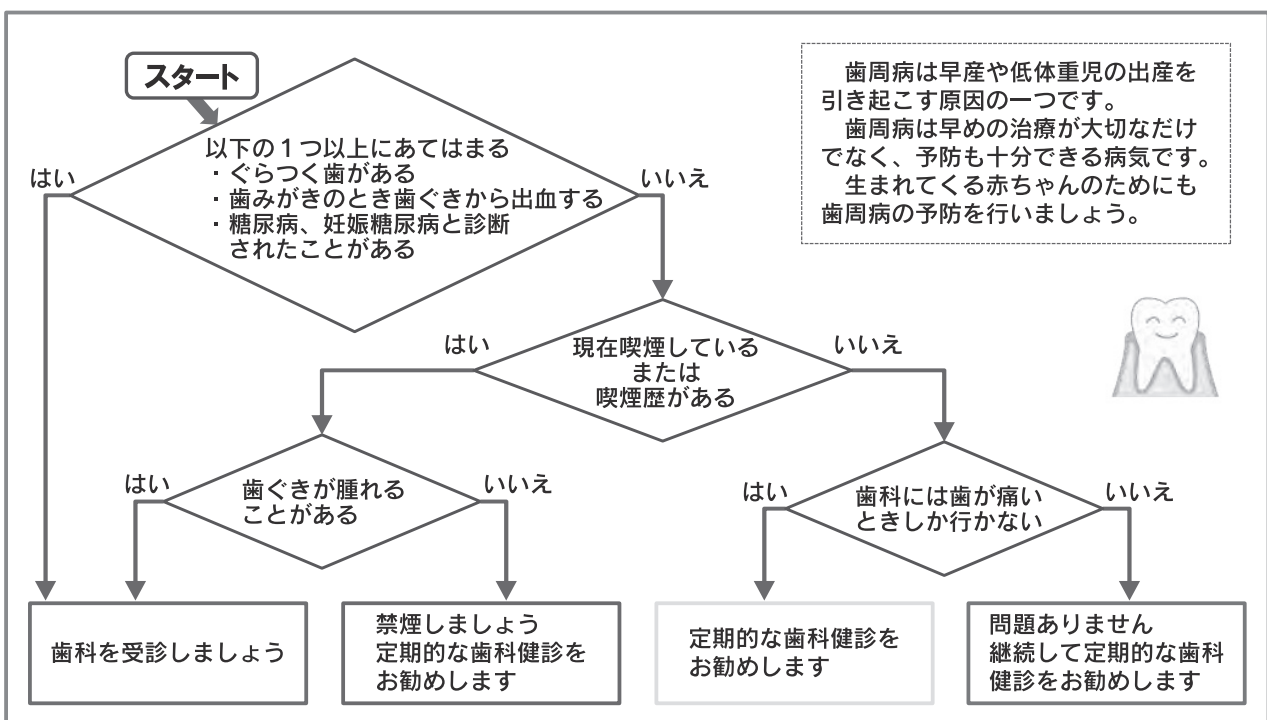 スタート
以下の1つ以上にあてはまる
・ぐらつく歯がある
・歯みがきのとき歯ぐきから出血する
・糖尿病、妊娠糖尿病と診断
されたことがある
はい
いいえ
歯周病は早産や低体重児の出産を
引き起こす原因の一つです。
歯周病は早めの治療が大切なだけ
でなく、予防も十分できる病気です。
生まれてくる赤ちゃんのためにも
歯周病の予防を行いましょう。
はい
現在喫煙している
または
喫煙歴がある
いいえ
はい
歯ぐきが腫れる
ことがある
いいえ
はい
歯科には歯が痛い
ときしか行かない
いいえ
歯科を受診しましょう
禁煙しましょう
定期的な歯科健診を
お勧めします
定期的な歯科健診を
お勧めします
問題ありません
継続して定期的な歯科
健診をお勧めします